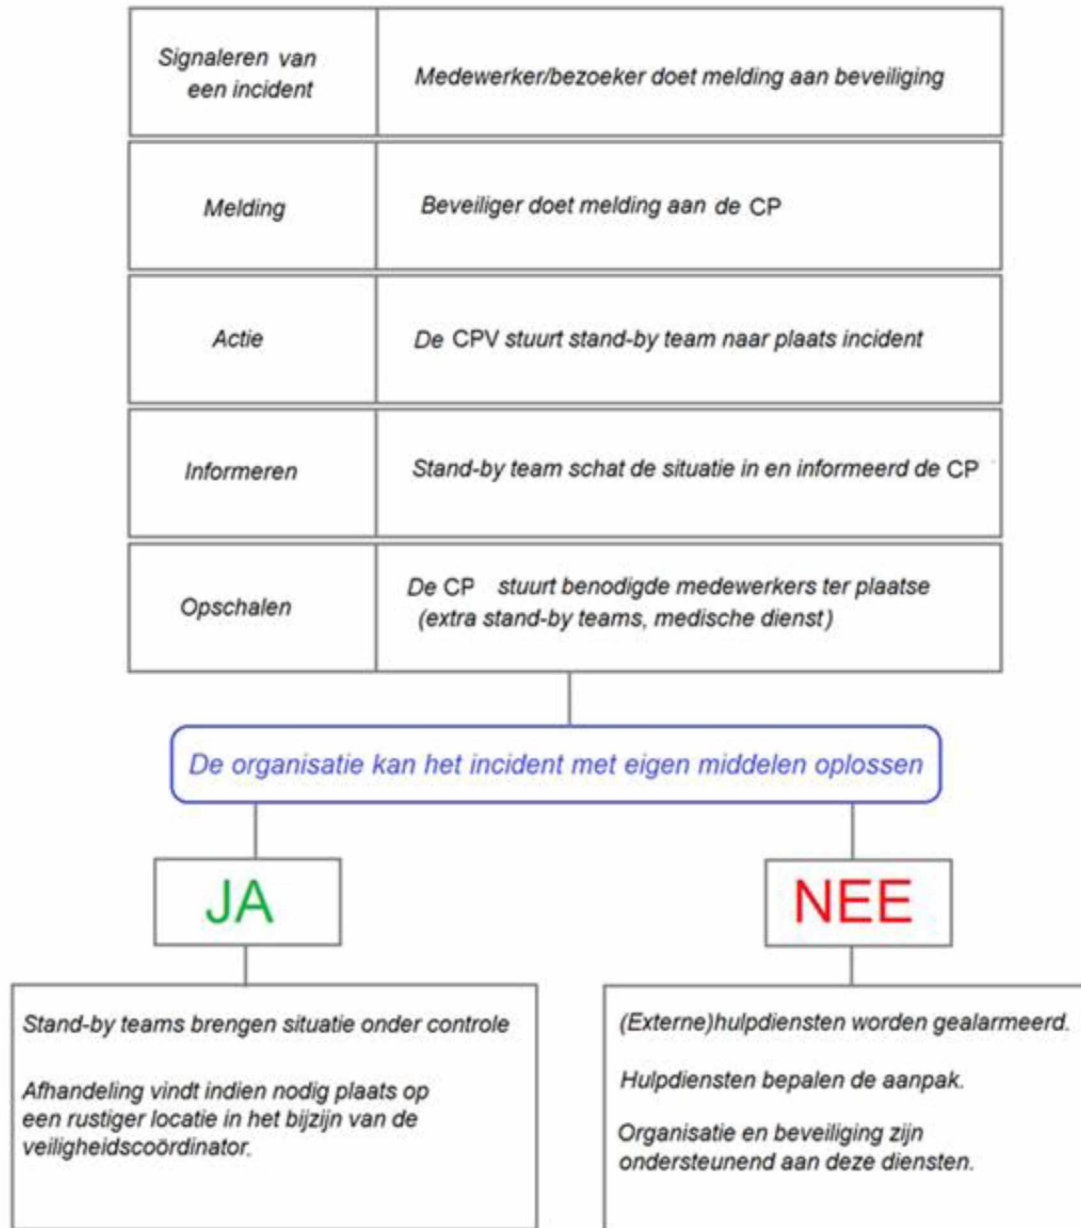 Signaleren van
een incident
Medewerker/bezoeker doet melding aan beveiliging
Melding
Beveiliger doet melding aan de CP
Actie
De CPV stuurt stand-by team naar plaats incident
Informeren
Stand-by team schat de situatie in en informeerd de CP
Opschalen
De CP stuurt benodigde medewerkers ter plaatse
(extra stand-by teams, medische dienst)
De organisatie kan het incident met eigen middelen oplossen
JA
NEE
Stand-by teams brengen situatie onder controle
Afhandeling vindt indien nodig plaats op
een rustiger locatie in het bijzijn van de
veiligheidscoördinator.
(Externe)hulpdiensten worden gealarmeerd.
Hulpdiensten bepalen de aanpak.
Organisatie en beveiliging zijn
ondersteunend aan deze diensten.